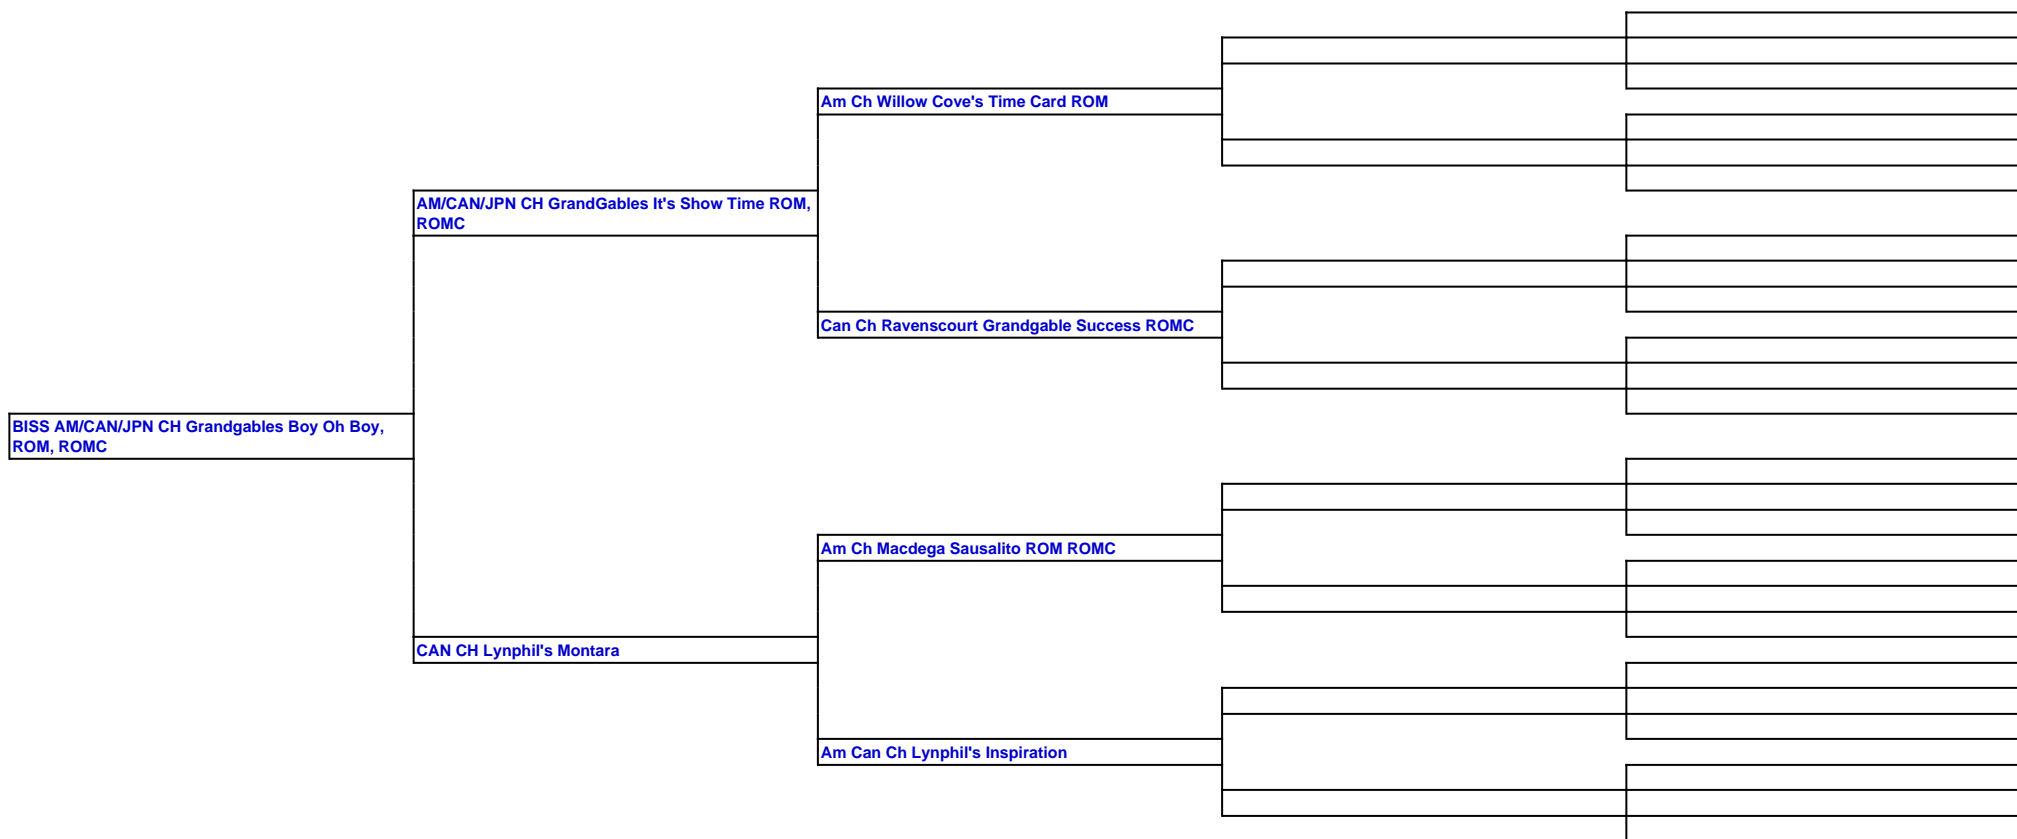 Am Ch Willow Cove's Time Card ROM
AM/CAN/JPN CH GrandGables It's Show Time ROM,
ROMC
Can Ch Ravenscourt Grandgable Success ROMC
BISS AM/CAN/JPN CH Grandgables Boy Oh Boy,
ROM, ROMC
Am Ch Macdega Sausalito ROM ROMC
CAN CH Lynphil's Montara
Am Can Ch Lynphil's Inspiration